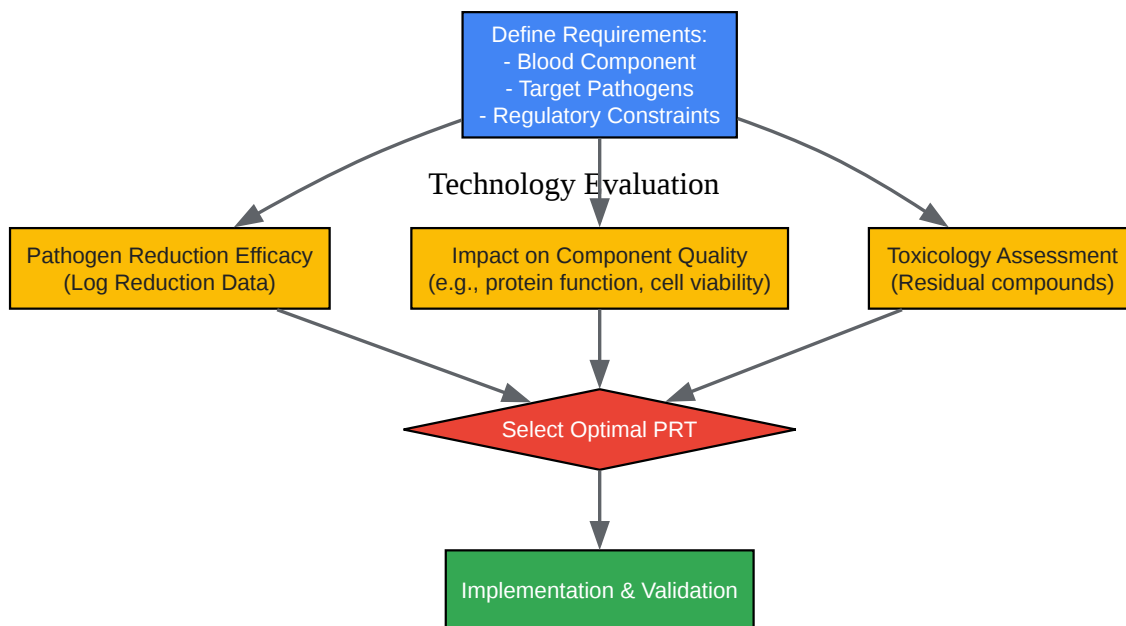 Define Requirements:
- Blood Component
- Target Pathogens
- Regulatory Constraints
Technology Evaluation
Pathogen Reduction Efficacy
(Log Reduction Data)
Impact on Component Quality
(e.g., protein function, cell viability)
Toxicology Assessment
(Residual compounds)
Select Optimal PRT
Implementation & Validation